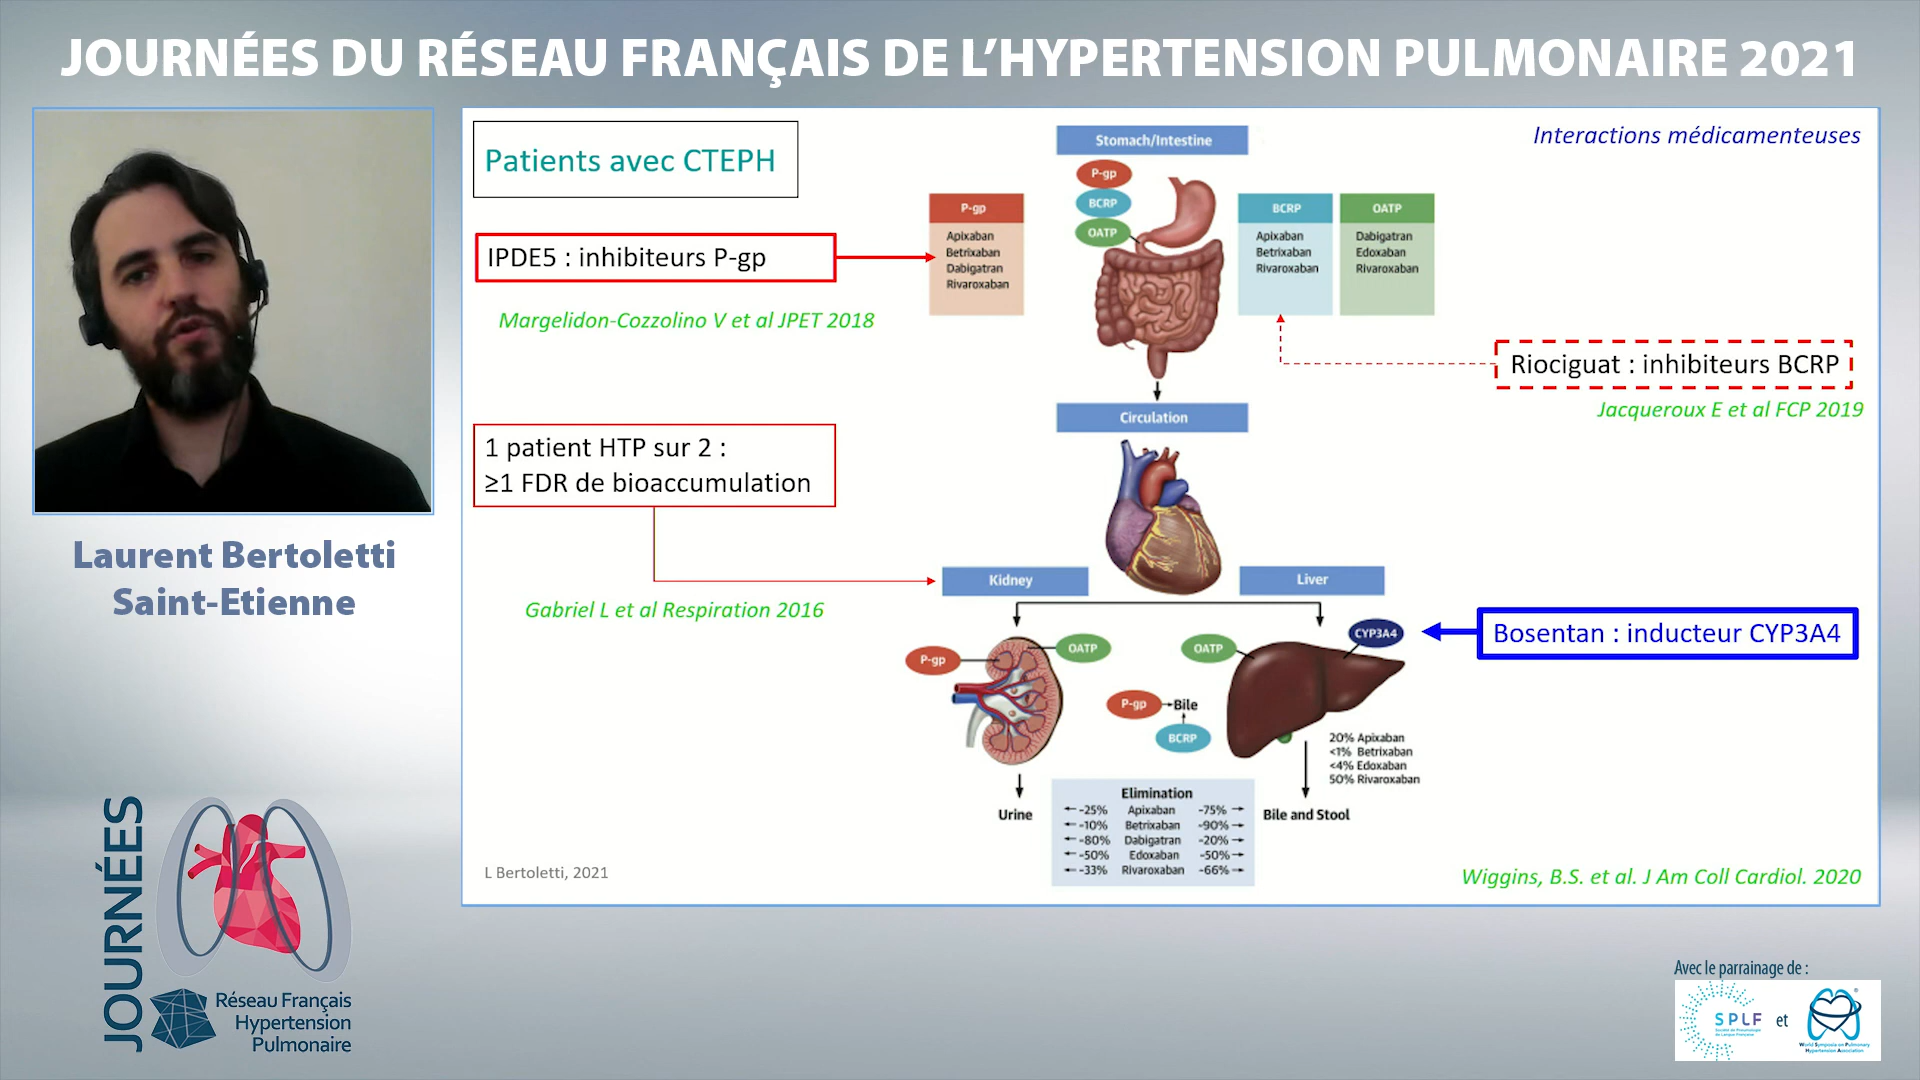 JOURNÉES DU RÉSEAU FRANÇAIS DE L'HYPERTENSION PULMONAIRE 2021
Laurent Bertoletti
Saint-Etienne
Patients avec CTEPH
Interactions médicamenteuses
Stomach/Intestine
P-gp
BCRP
OATP
P-gp
Apixaban
Betrixaban
Dabigatran
Rivaroxaban
BCRP
Apixaban
Betrixaban
Rivaroxaban
OATP
Dabigatran
Edoxaban
Rivaroxaban
IPDE5 : inhibiteurs P-gp
Margelidon-Cozzolino V et al JPET 2018
Riociguat : inhibiteurs BCRP
Jacqueroux E et al FCP 2019
Circulation
1 patient HTP sur 2 :
≥1 FDR de bioaccumulation
Gabriel L et al Respiration 2016
Kidney
Liver
P-gp
OATP
OATP
CYP3A4
Bosentan : inducteur CYP3A4
P-gp
Bile
BCRP
20% Apixaban
<1% Betrixaban
<4% Edoxaban
50% Rivaroxaban
Urine
Elimination
~25% Apixaban ~75%
~10% Betrixaban ~90%
~80% Dabigatran ~20%
~50% Edoxaban ~50%
~33% Rivaroxaban ~66%
Bile and Stool
L Bertoletti, 2021
Wiggins, B.S. et al. J Am Coll Cardiol. 2020
JOURNÉES
Réseau Français
Hypertension
Pulmonaire
Avec le parrainage de :
SPLF
et
World Symposia on Pulmonary
Hypertension Association